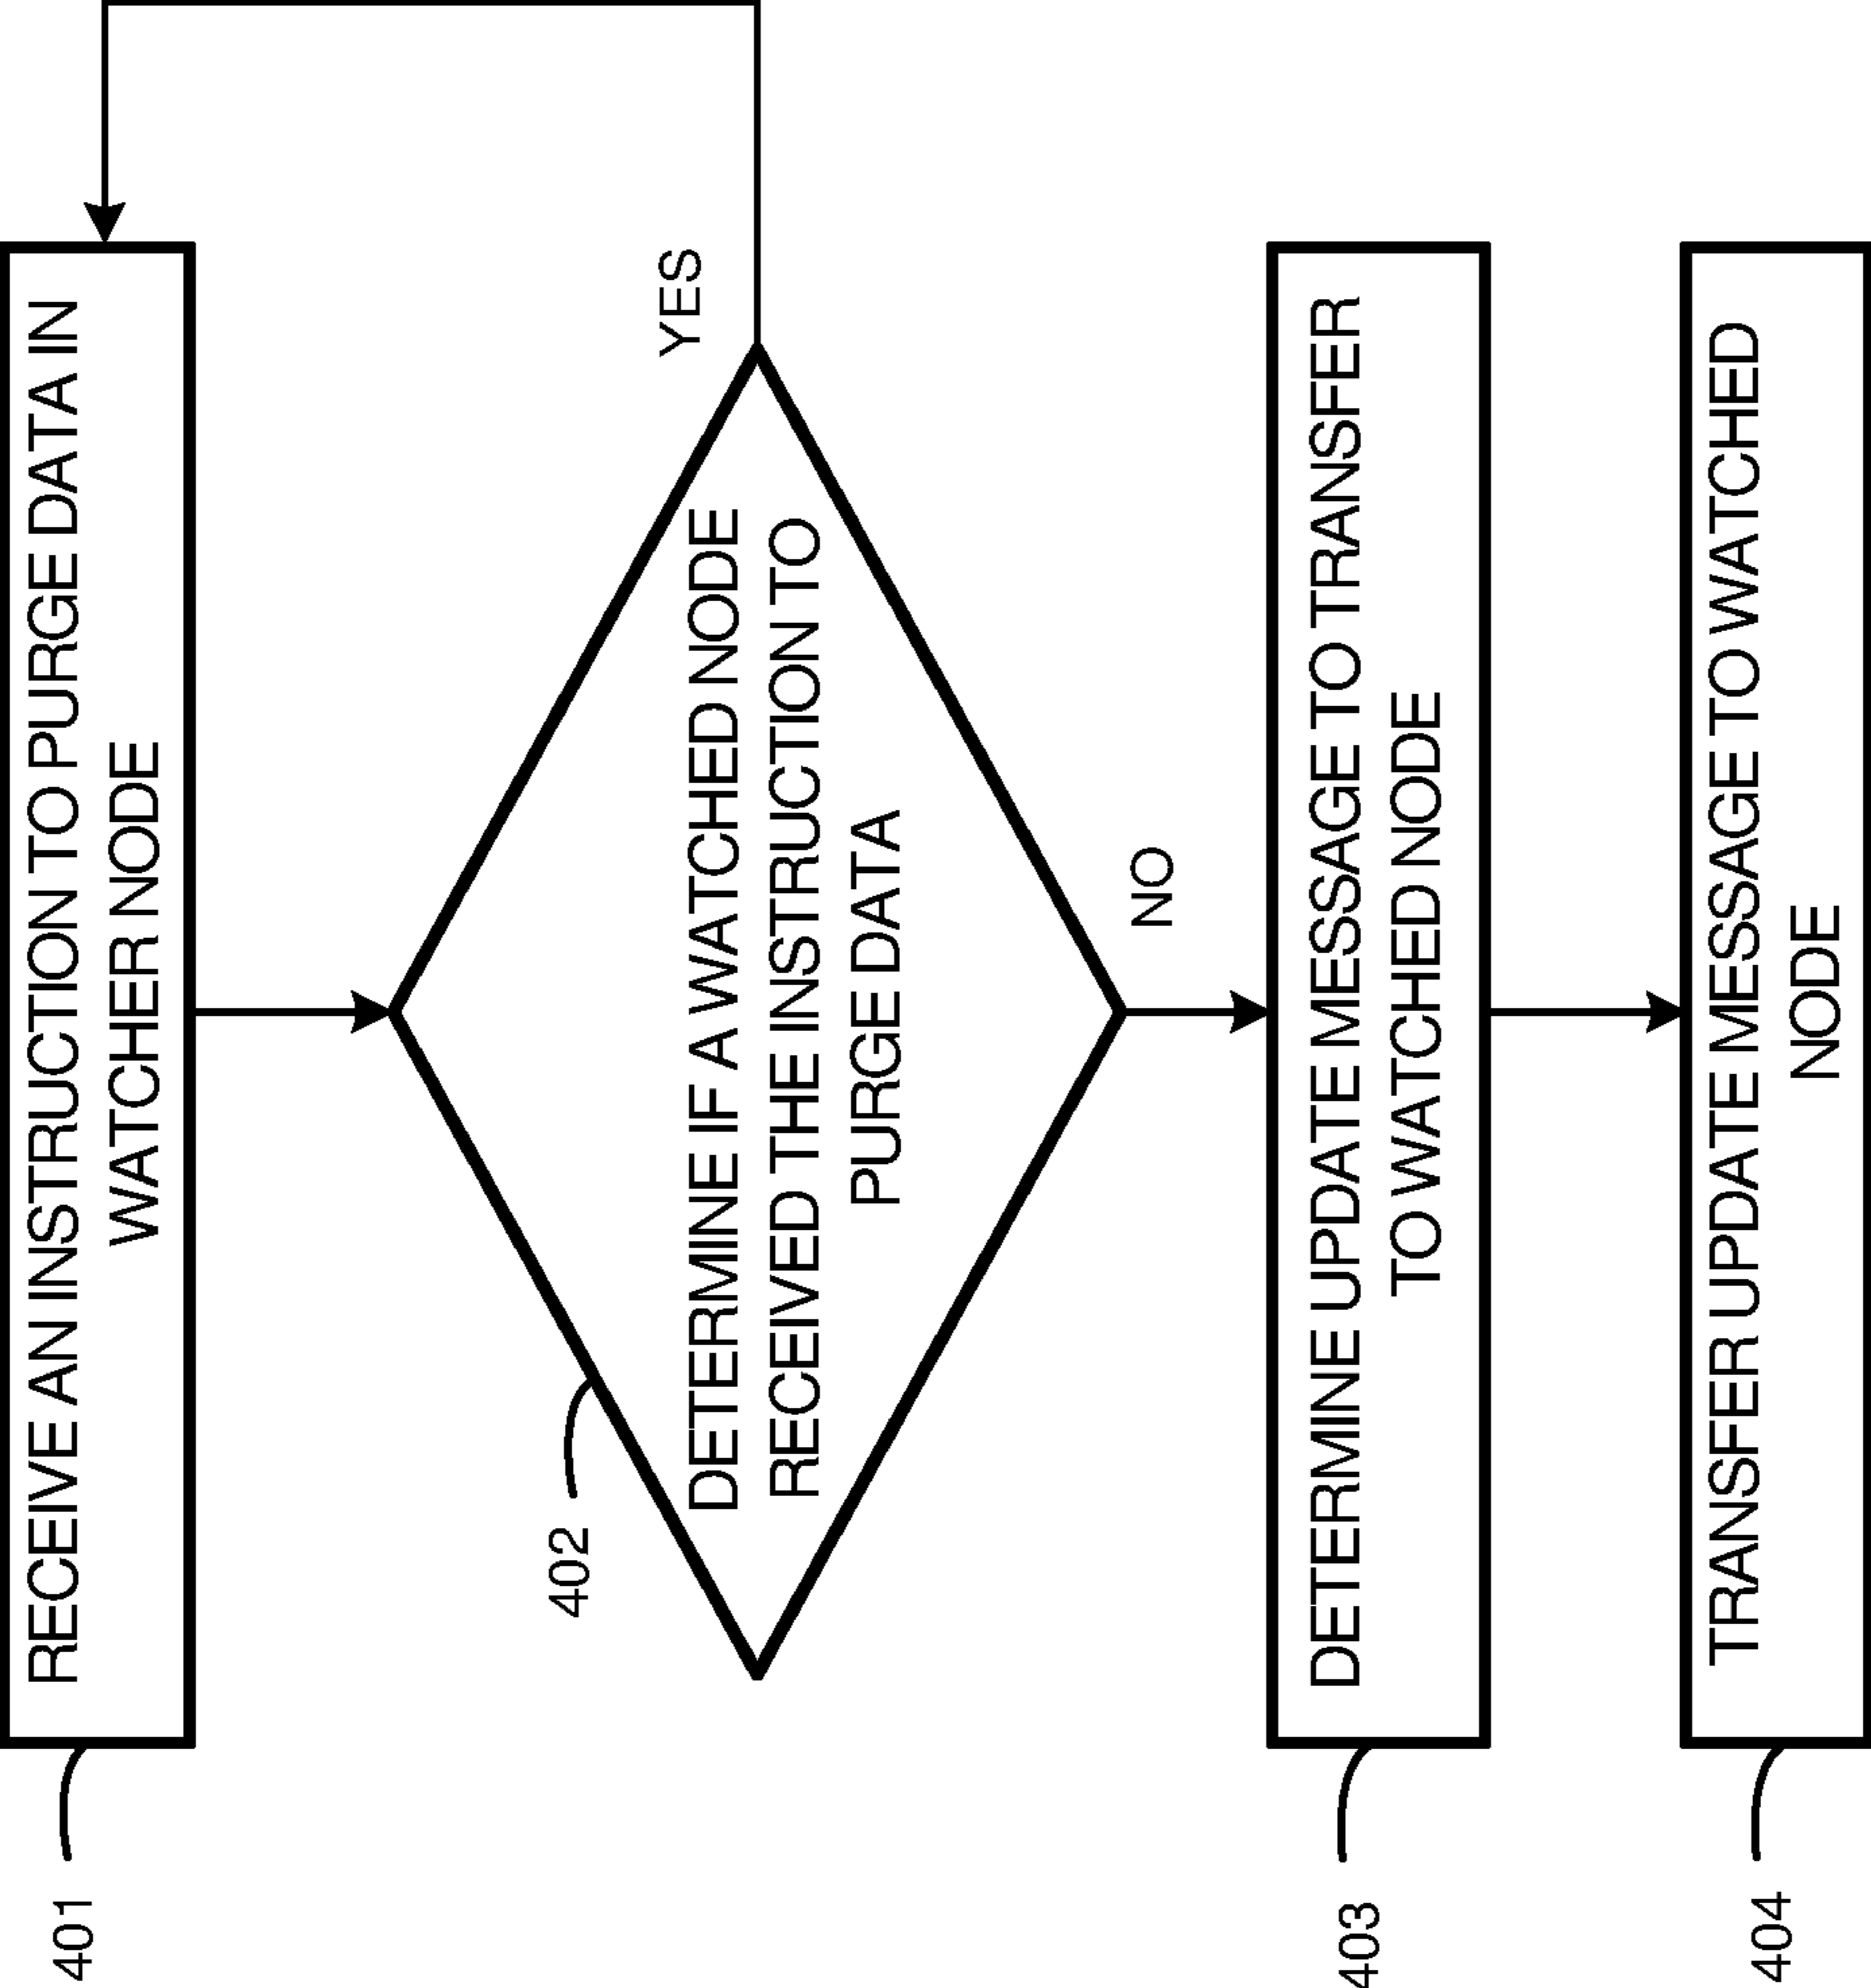 401
RECEIVE AN INSTRUCTION TO PURGE DATA IN
WATCHER NODE
402
YES
DETERMINE IF A WATCHED NODE
RECEIVED THE INSTRUCTION TO
PURGE DATA
NO
403
DETERMINE UPDATE MESSAGE TO TRANSFER
TO WATCHED NODE
404
TRANSFER UPDATE MESSAGE TO WATCHED
NODE